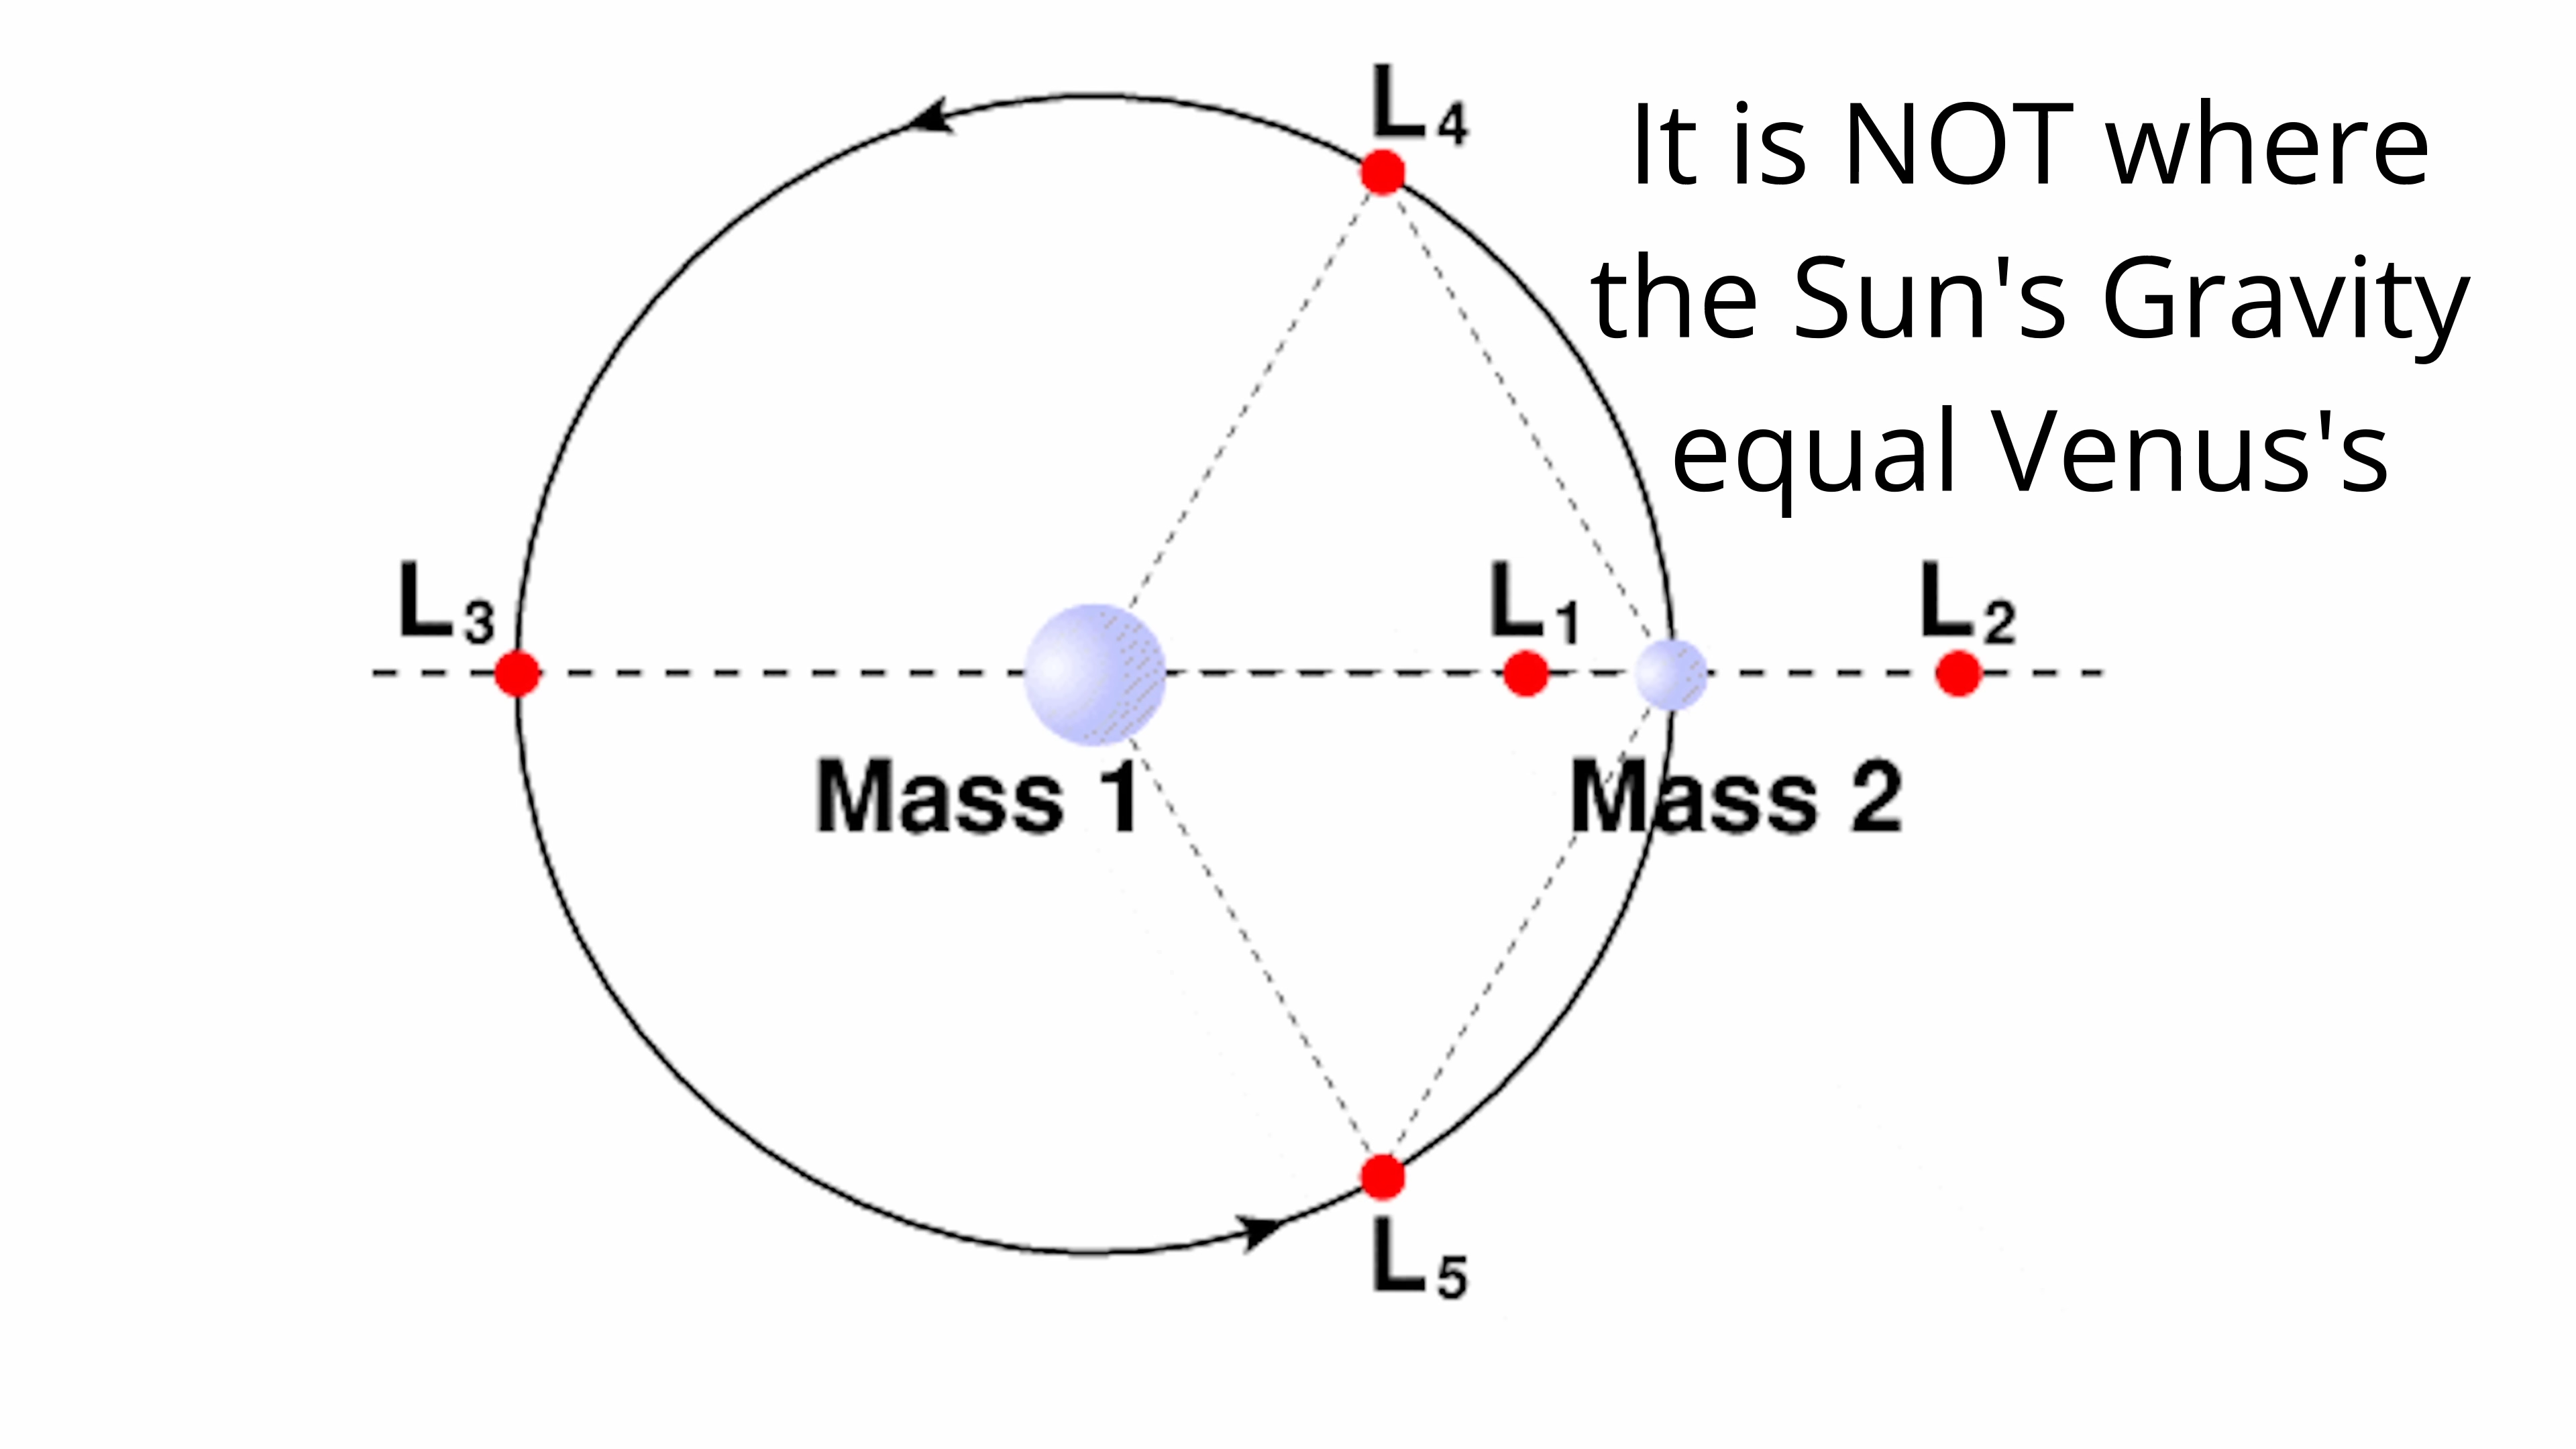 L4
It is NOT where
the Sun's Gravity
equal Venus's
L3
L1
L2
Mass 1
Mass 2
L5